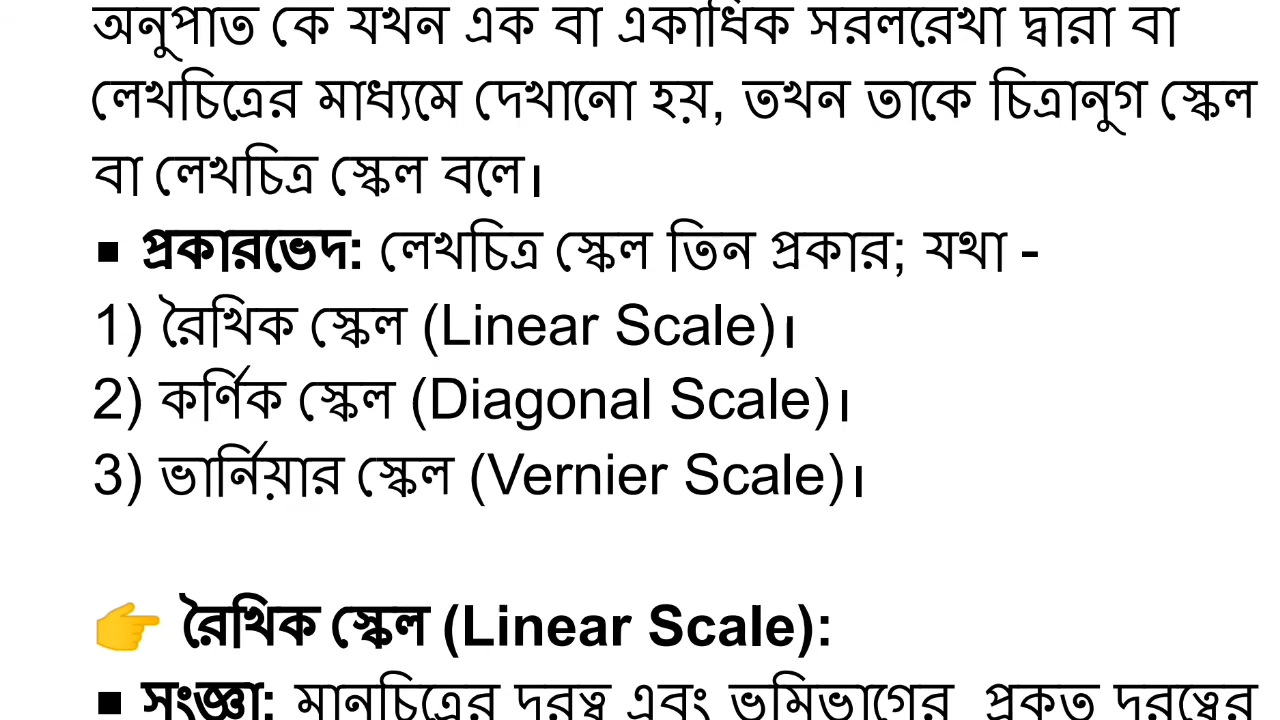 অনুপাত কে যখন এক বা একাধিক সরলরেখা দ্বারা বা
লেখচিত্রের মাধ্যমে দেখানো হয়, তখন তাকে চিত্রানুগ স্কেল
বা লেখচিত্র স্কেল বলে।
▪ প্রকারভেদ: লেখচিত্র স্কেল তিন প্রকার; যথা -
1) রৈখিক স্কেল (Linear Scale)।
2) কর্ণিক স্কেল (Diagonal Scale)।
3) ভার্নিয়ার স্কেল (Vernier Scale)।
👉 রৈখিক স্কেল (Linear Scale):
▪ সংজ্ঞা: মানচিত্রের দূরত্ব এবং ভূমিভাগের প্রকৃত দূরত্বের